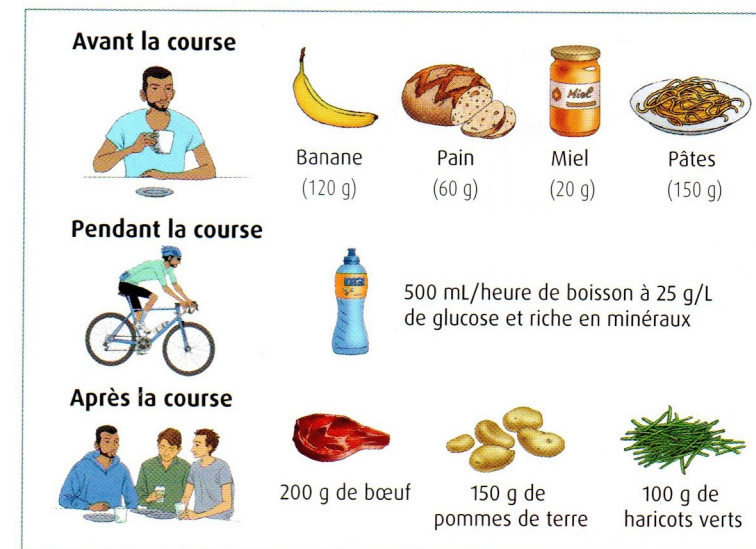 Avant la course
Miel
Banane
Pain
Miel
Pâtes
(120 g)
(60 g)
(20 g)
(150 g)
Pendant la course
500 mL/heure de boisson à 25 g/L
de glucose et riche en minéraux
Après la course
200 g de bœuf
150 g de
pommes de terre
100 g de
haricots verts